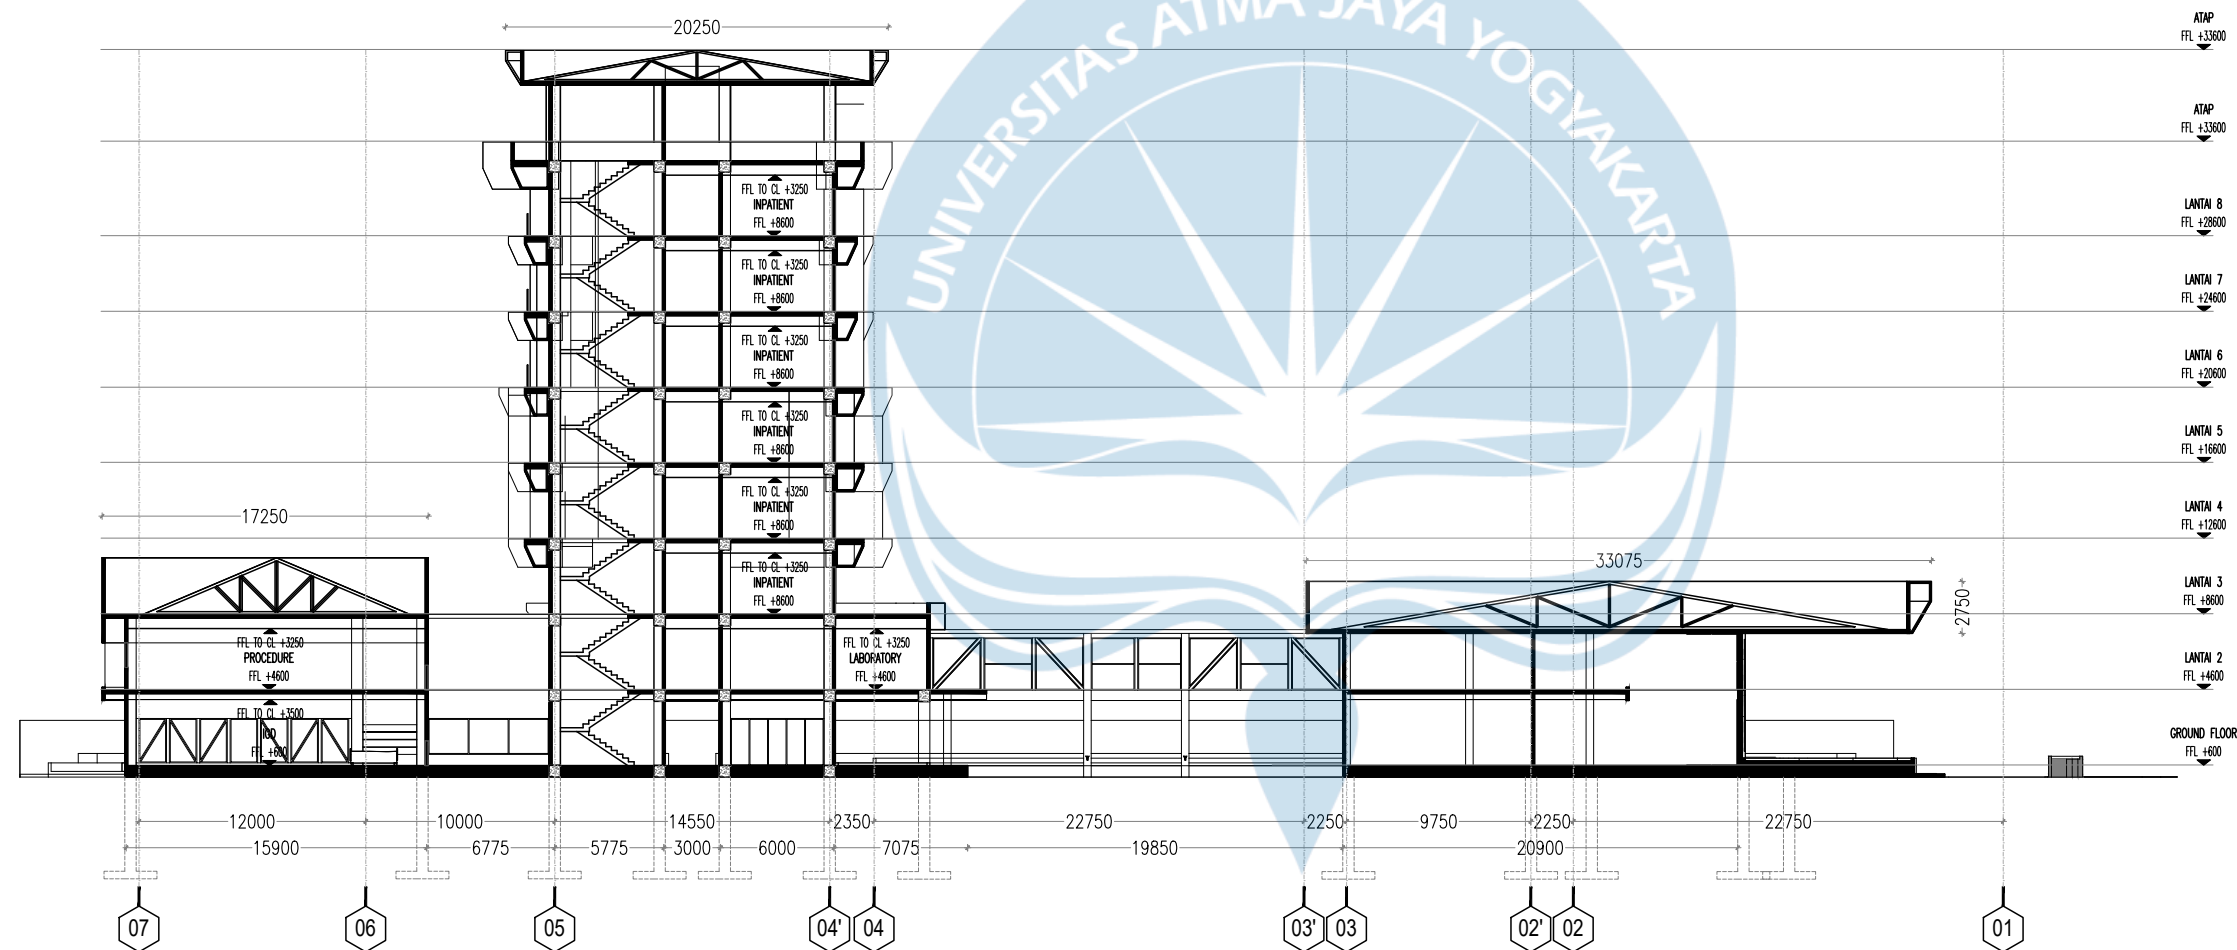 20250
UNIVERSITAS ATMA JAYA YOGYAKARTA
ATAP
FFL +33600
ATAP
FFL +33600
LANTAI 8
FFL +28600
LANTAI 7
FFL +24600
LANTAI 6
FFL +20600
LANTAI 5
FFL +16600
LANTAI 4
FFL +12600
LANTAI 3
FFL +8600
LANTAI 2
FFL +4600
GROUND FLOOR
FFL +600
FFL TO CL +3250
INPATIENT
FFL +8600
FFL TO CL +3250
INPATIENT
FFL +8600
FFL TO CL +3250
INPATIENT
FFL +8600
FFL TO CL +3250
INPATIENT
FFL +8600
FFL TO CL +3250
INPATIENT
FFL +8600
FFL TO CL +3250
INPATIENT
FFL +8600
17250
33075
2750
FFL TO CL +3250
PROCEDURE
FFL +4600
FFL TO CL +3500
IGD
FFL +600
FFL TO CL +3250
LABORATORY
FFL +4600
12000 10000 14550 2350 22750 2250 9750 2250 22750
15900 6775 5775 3000 6000 7075 19850 20900
07 06 05 04' 04 03' 03 02' 02 01